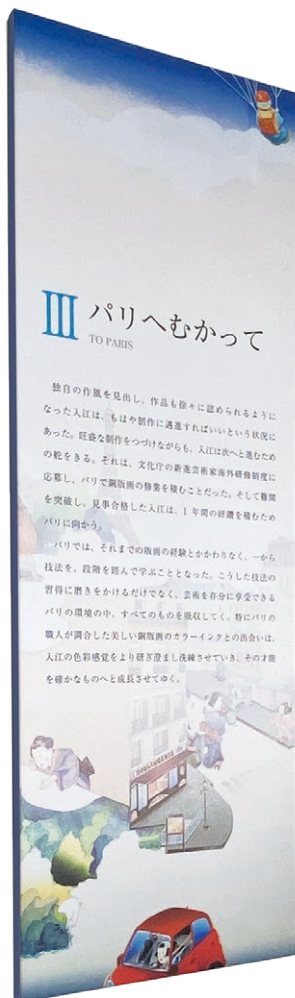 III パリへむかって
TO PARIS
独自の作風を見出し、作品も徐々に認められるように
なった入江は、もはや制作に邁進すればいいという状況に
あった。旺盛な制作をつづけながらも、入江は次へと進むため
の舵をきる。それは、文化庁の新進芸術家海外研修制度に
応募し、パリで銅版画の修業を積むことだった。そして難関
を突破し、見事合格した入江は、1年間の研鑽を積むため
パリに向かう。
パリでは、それまでの版画の経験とかかわりなく、一から
技法を、段階を踏んで学ぶこととなった。こうした技法の
習得に磨きをかけるだけでなく、芸術を存分に享受できる
パリの環境の中、すべてのものを吸収してく。特にパリの
職人が調合した美しい銅版画のカラーインクとの出会いは、
入江の色彩感覚をより研ぎ澄まし洗練させていき、その才能
を確かなものへと成長させてゆく。
BOULANGERIE